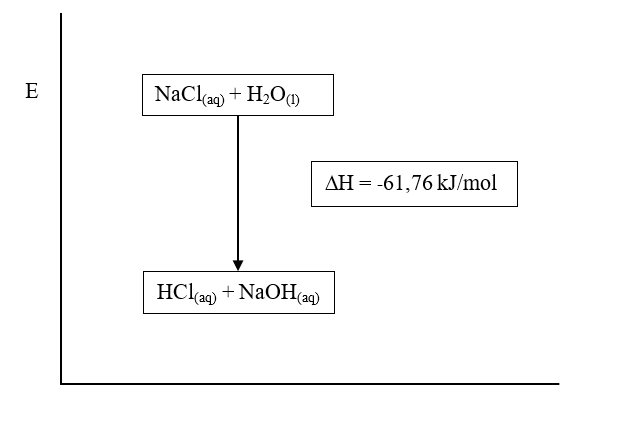 E
NaCl(aq) + H₂O(l)
ΔH = -61,76 kJ/mol
HCl(aq) + NaOH(aq)